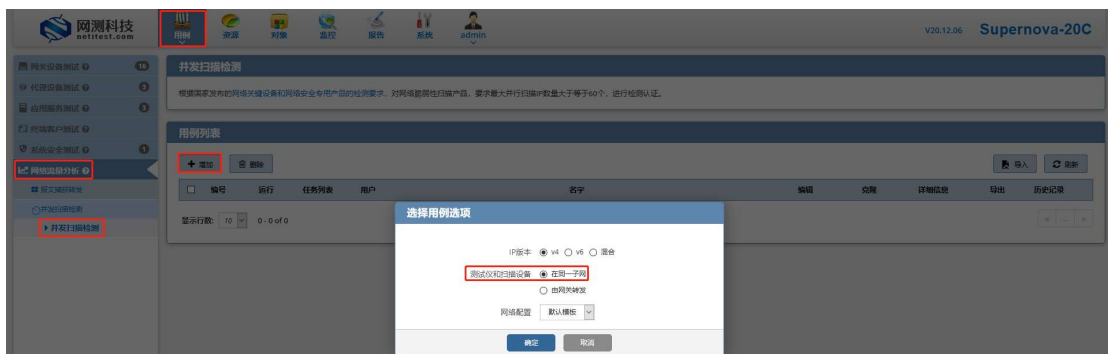 网测科技
netitest.com
用例
资源
对象
监控
报告
系统
admin
V20.12.06
Supernova-20C
网关设备测试
16
代理设备测试
应用服务测试
终端客户测试
系统安全测试
1
网络流量分析
报文捕获转发
并发扫描检测
并发扫描检测
并发扫描检测
根据国家发布的网络关键设备和网络安全专用产品的检测要求，对网络脆弱性扫描产品，要求最大并行扫描IP数量大于等于60个，进行检测认证。
用例列表
增加
删除
导入
刷新
编号 运行 任务列表 用户 名字 编辑 克隆 详细信息 导出 历史记录
显示行数: 10 0 - 0 of 0
选择用例选项
IP版本 v4 v6 混合
测试仪和扫描设备 在同一子网
由网关转发
网络配置 默认模板
确定 取消